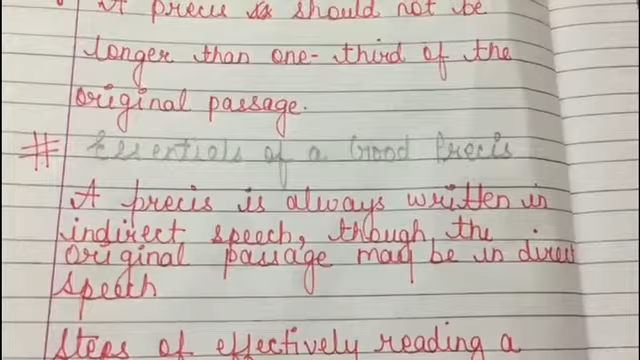 A precis should not be
longer than one-third of the
original passage.
# Essentials of a Good Precis
A precis is always written in
indirect speech, though the
original passage may be in direct
speech
Steps of effectively reading a